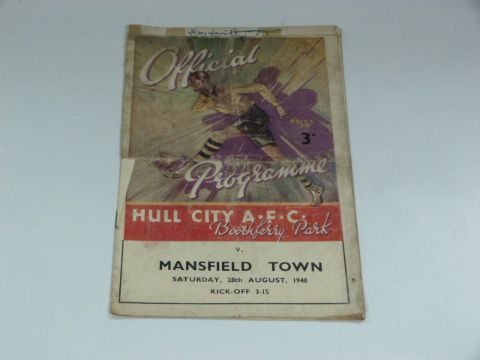 Official
PRICE
3ᴰ
Programme
HULL CITY A·F·C·
Boothferry Park
V.
MANSFIELD TOWN
SATURDAY, 28th AUGUST, 1948
KICK-OFF 3-15